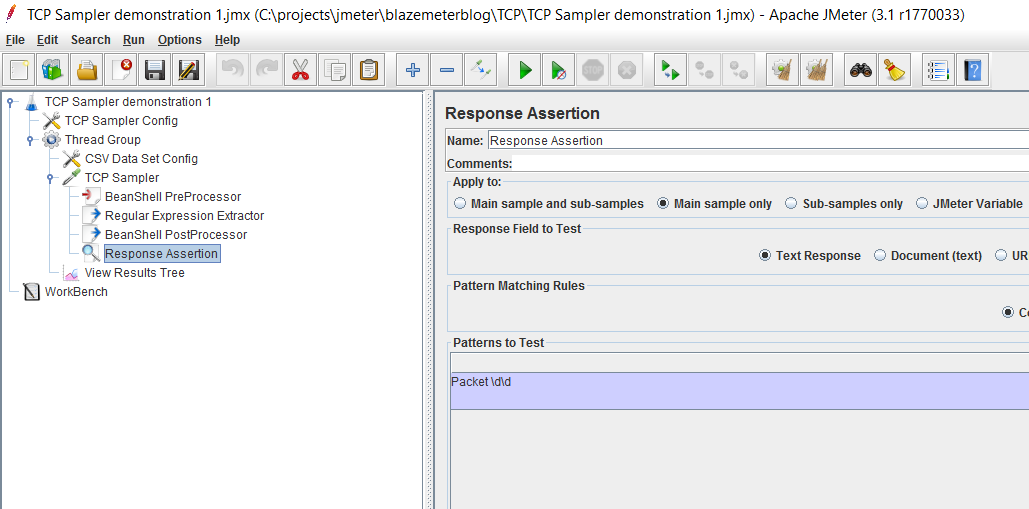 TCP Sampler demonstration 1.jmx (C:\projects\jmeter\blazemeterblog\TCP\TCP Sampler demonstration 1.jmx) - Apache JMeter (3.1 r1770033)
File Edit Search Run Options Help
STOP
TCP Sampler demonstration 1
TCP Sampler Config
Thread Group
CSV Data Set Config
TCP Sampler
BeanShell PreProcessor
Regular Expression Extractor
BeanShell PostProcessor
Response Assertion
View Results Tree
WorkBench
Response Assertion
Name: Response Assertion
Comments:
Apply to:
Main sample and sub-samples Main sample only Sub-samples only JMeter Variable
Response Field to Test
Text Response Document (text) UR
Pattern Matching Rules
Co
Patterns to Test
Packet \d\d